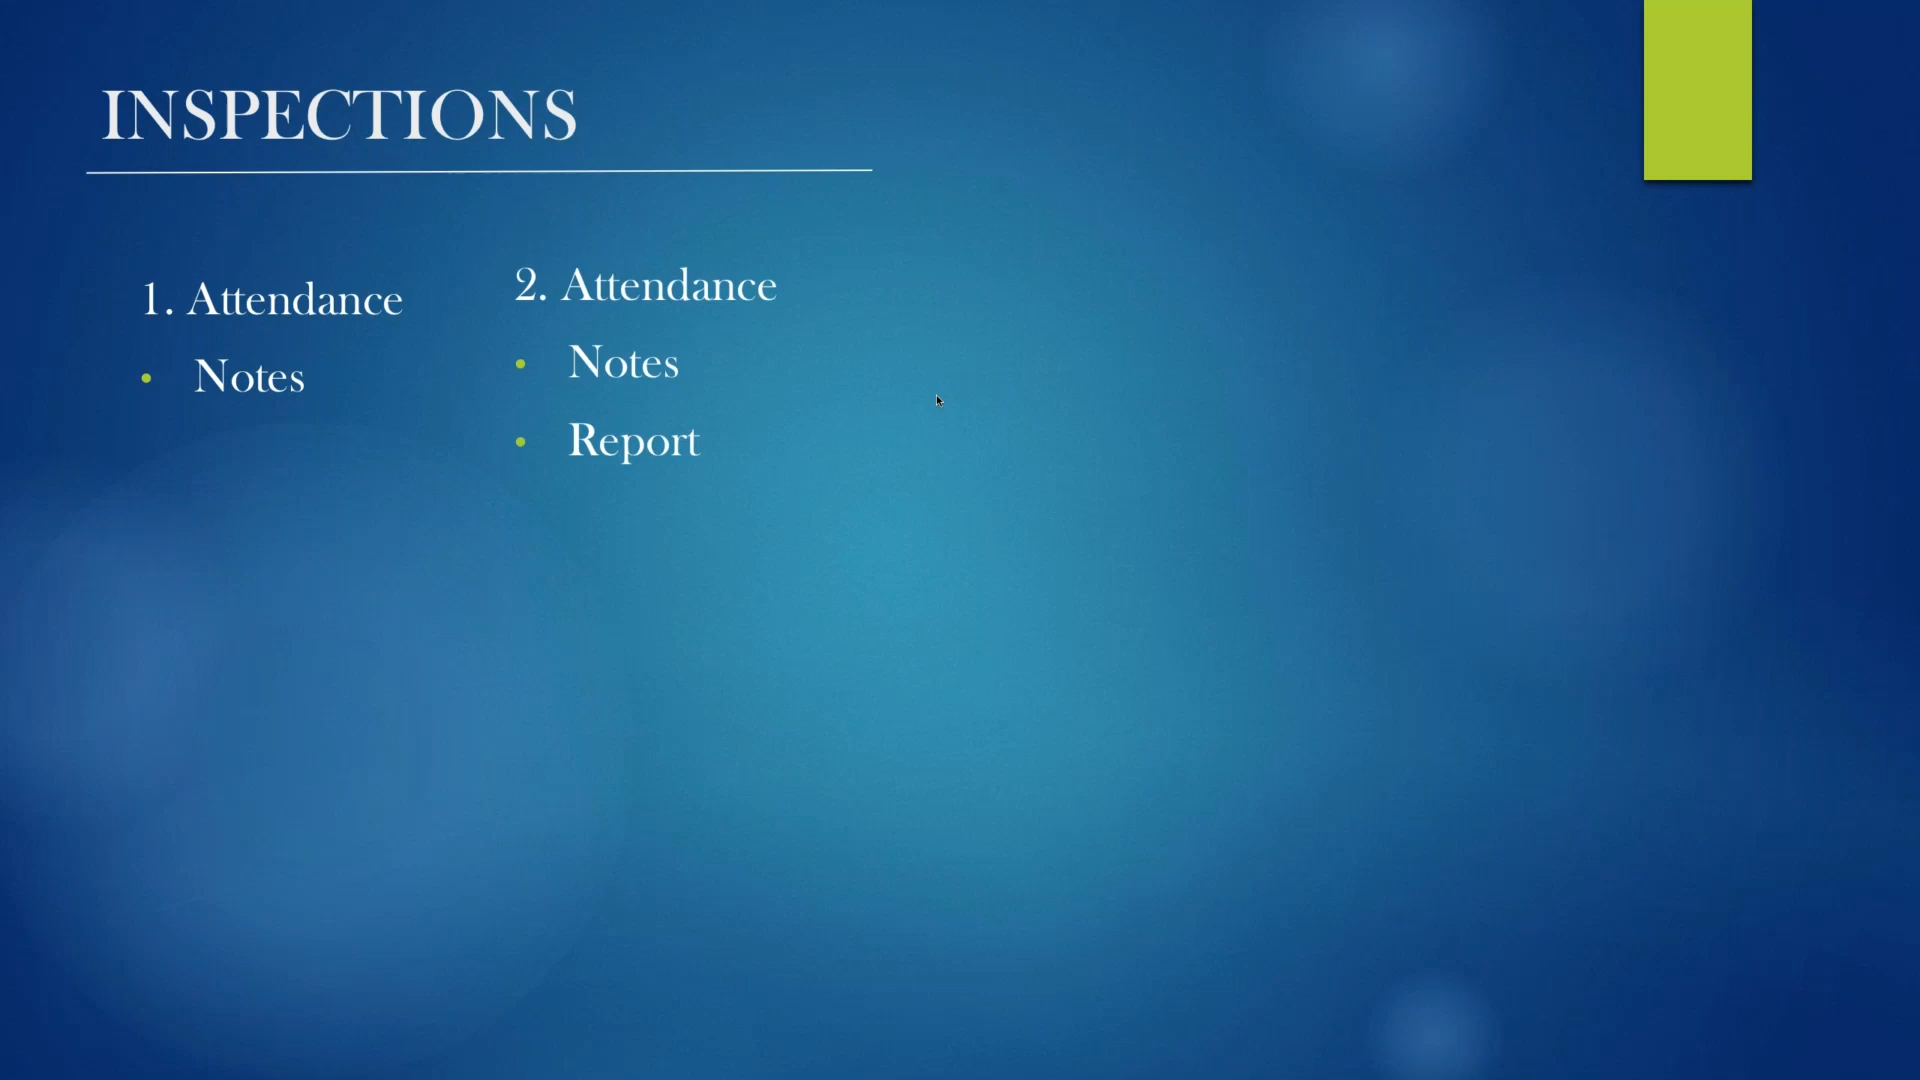 INSPECTIONS
1. Attendance
• Notes
2. Attendance
• Notes
• Report